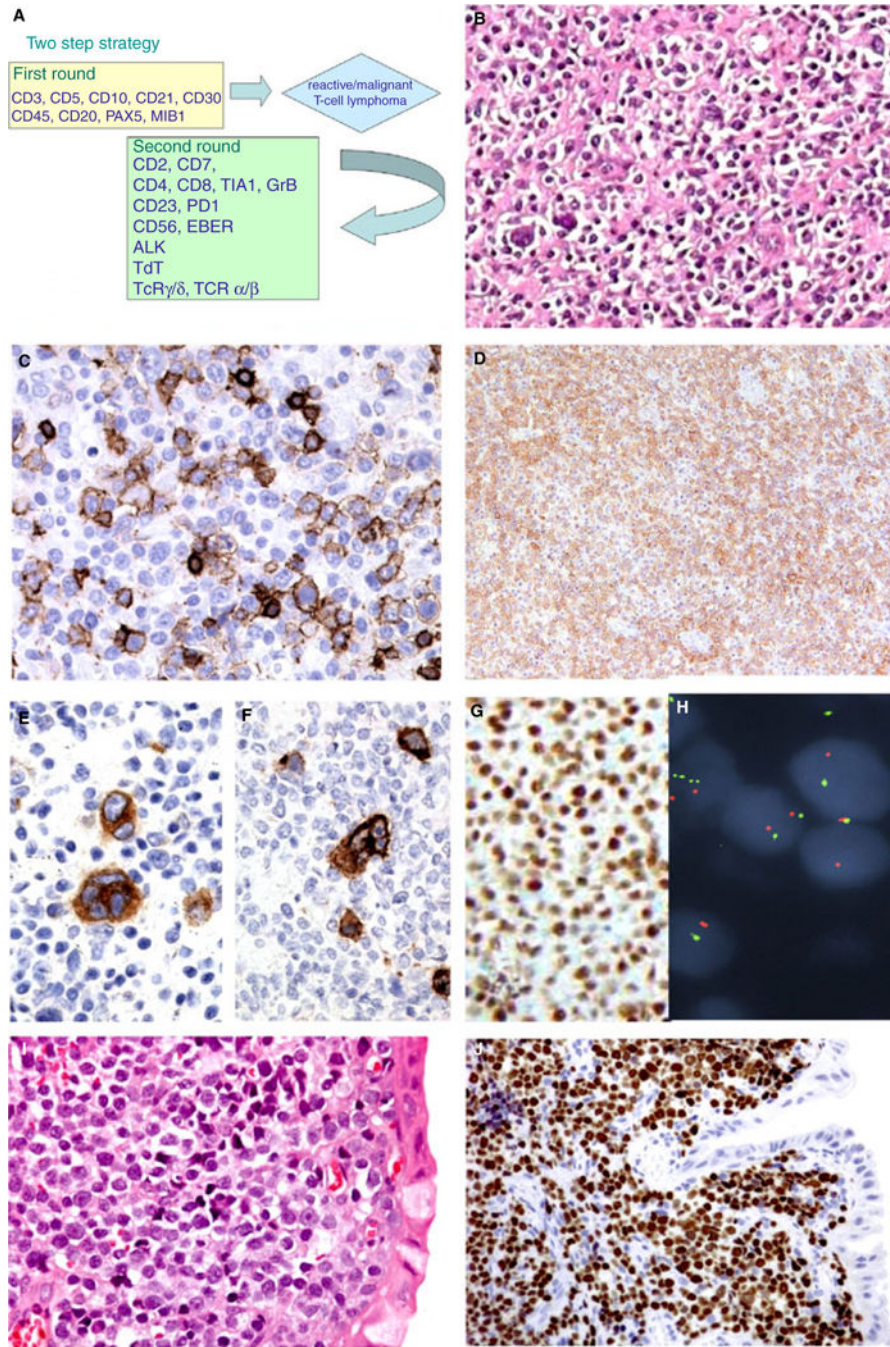 A
Two step strategy
First round
CD3, CD5, CD10, CD21, CD30
CD45, CD20, PAX5, MIB1
reactive/malignant
T-cell lymphoma
Second round
CD2, CD7,
CD4, CD8, TIA1, GrB
CD23, PD1
CD56, EBER
ALK
TdT
TcRγ/δ, TCR α/β
B
C
D
E
F
G
H
J